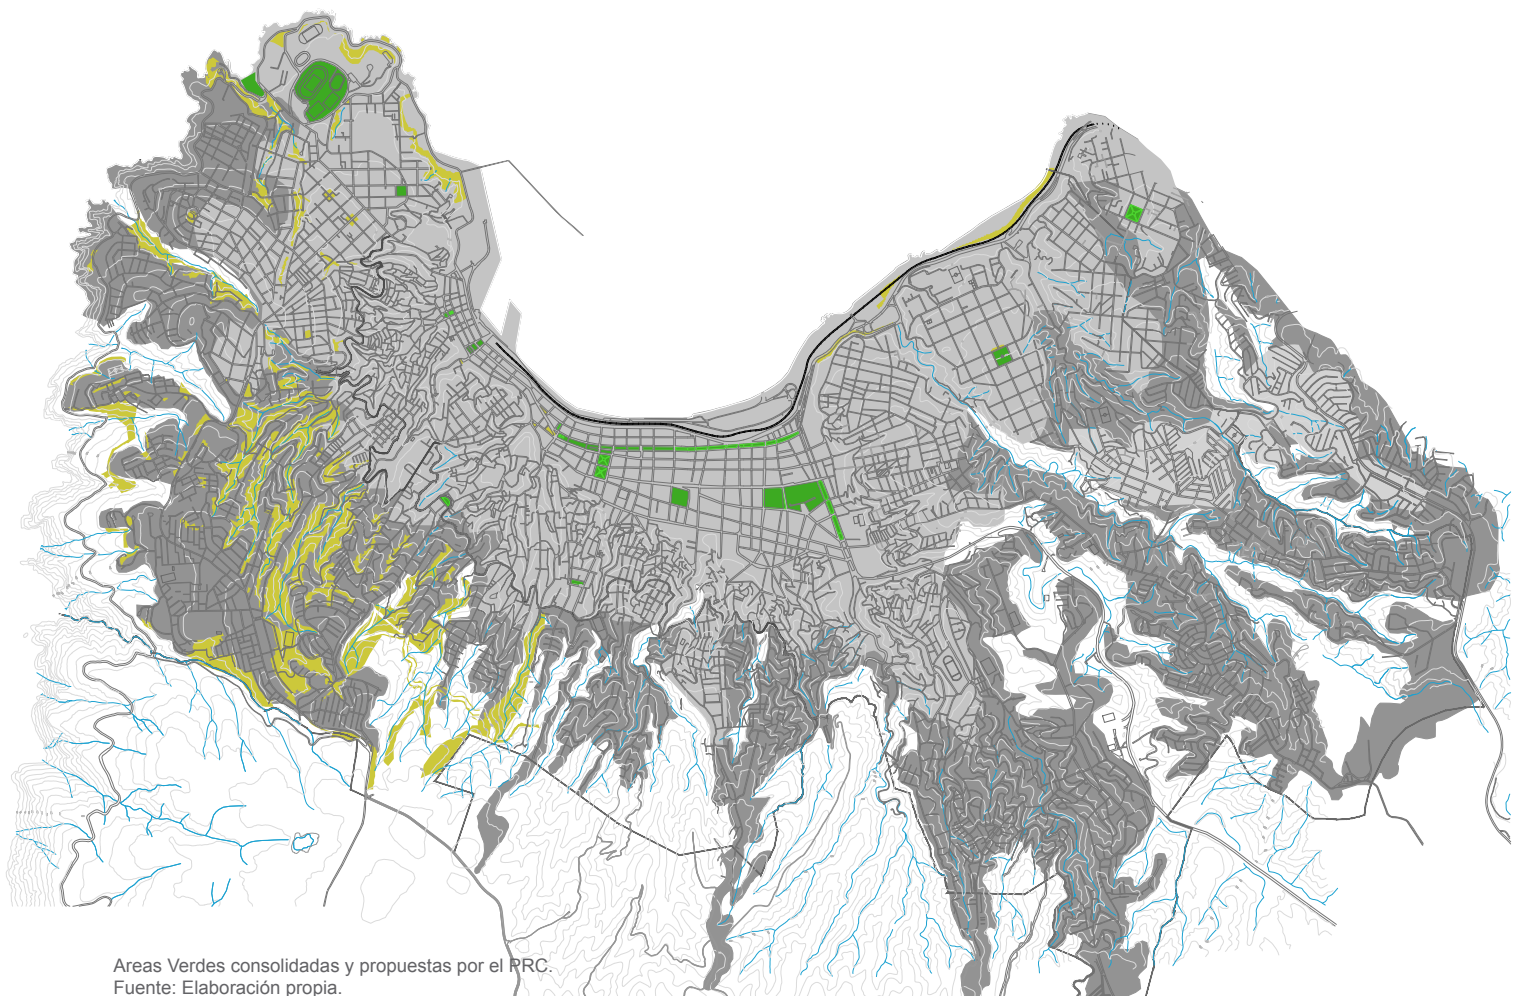 Areas Verdes consolidadas y propuestas por el PRC.
Fuente: Elaboración propia.